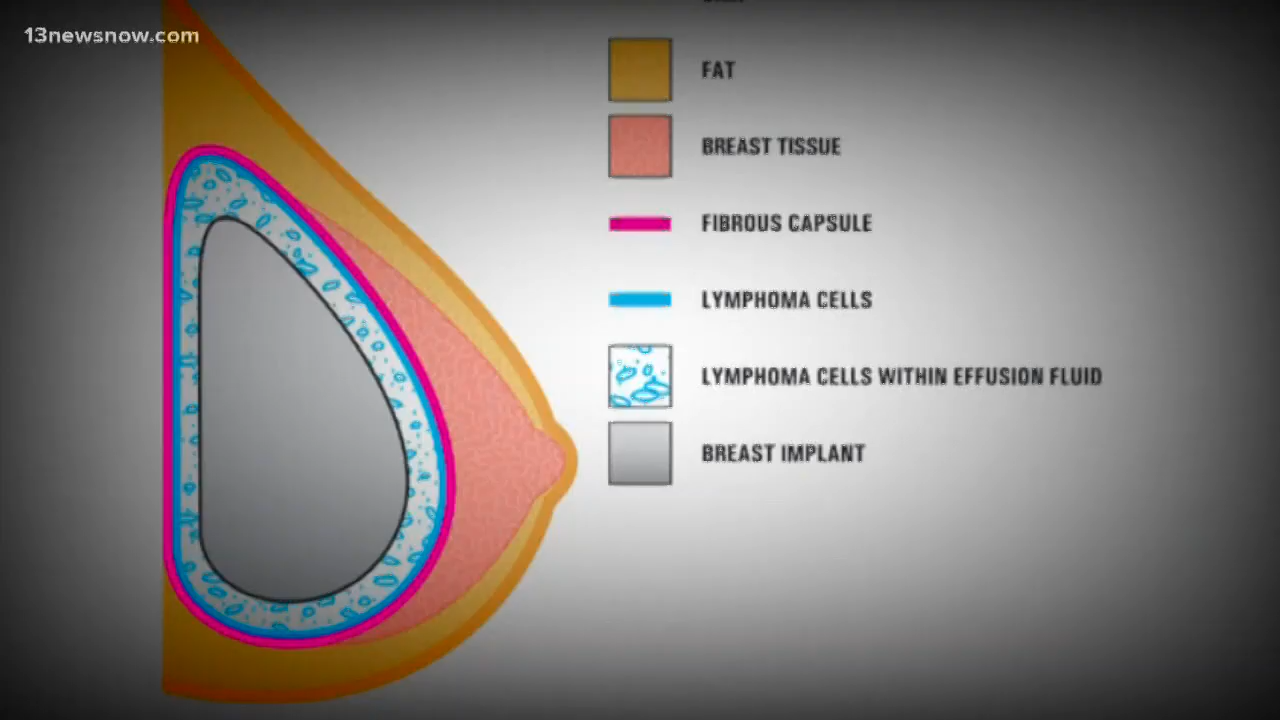 13newsnow.com
FAT
BREAST TISSUE
FIBROUS CAPSULE
LYMPHOMA CELLS
LYMPHOMA CELLS WITHIN EFFUSION FLUID
BREAST IMPLANT